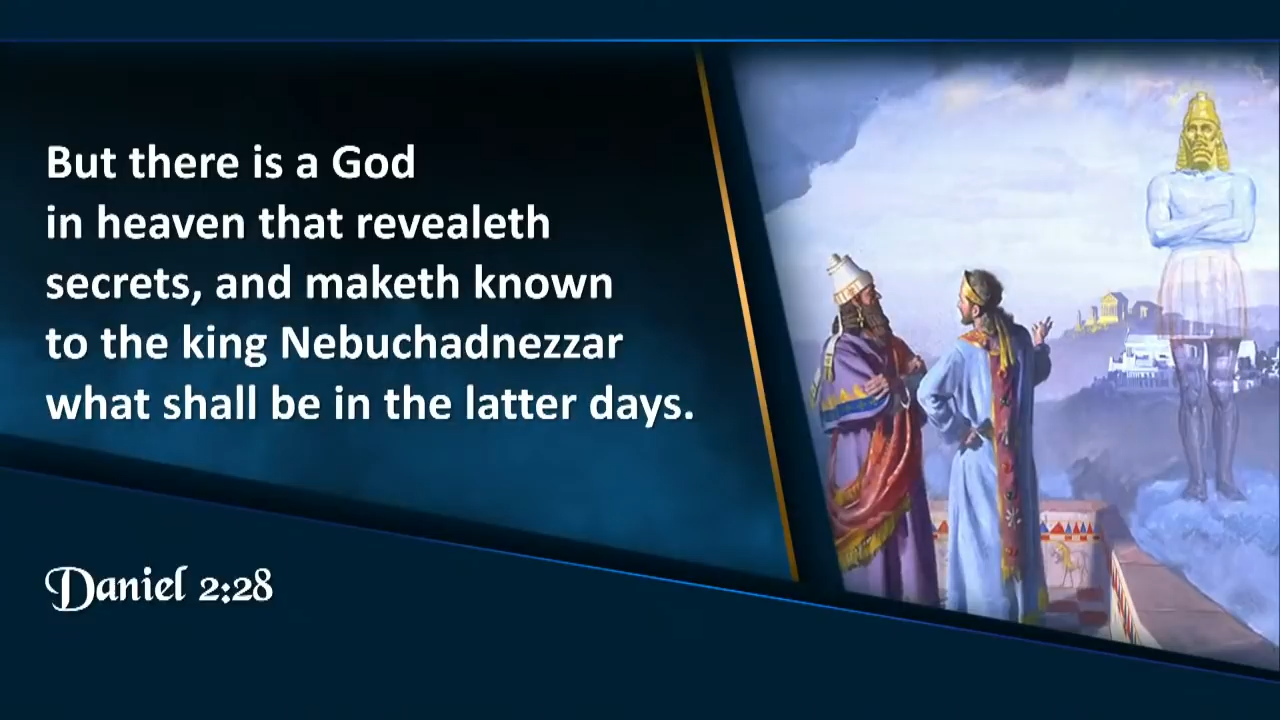 But there is a God
in heaven that revealeth
secrets, and maketh known
to the king Nebuchadnezzar
what shall be in the latter days.
Daniel 2:28